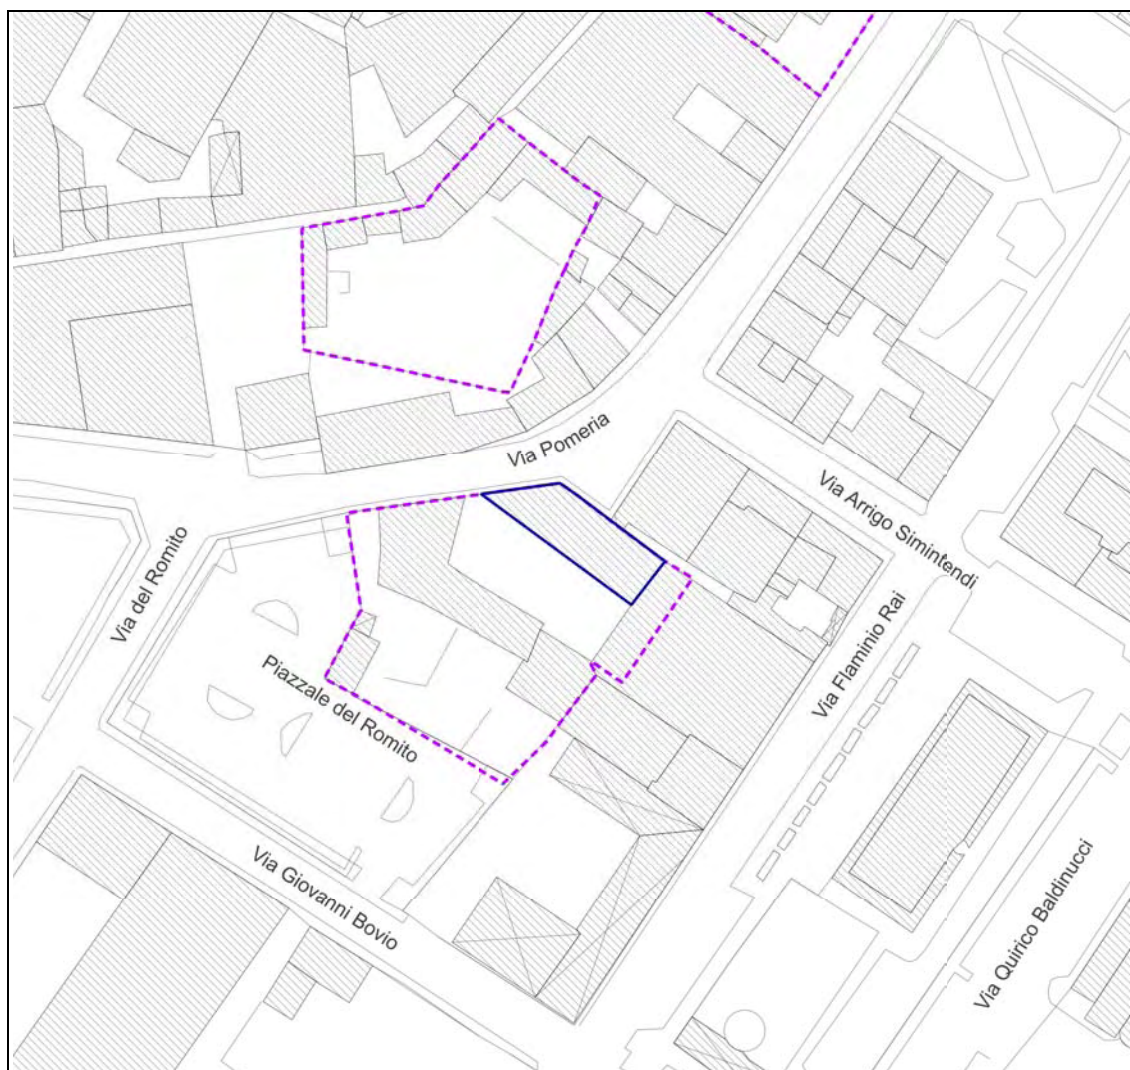 Via Pomeria
Via Arrigo Simintendi
Via del Romito
Via Flaminio Rai
Piazzale del Romito
Via Giovanni Bovio
Via Quirico Baldinucci